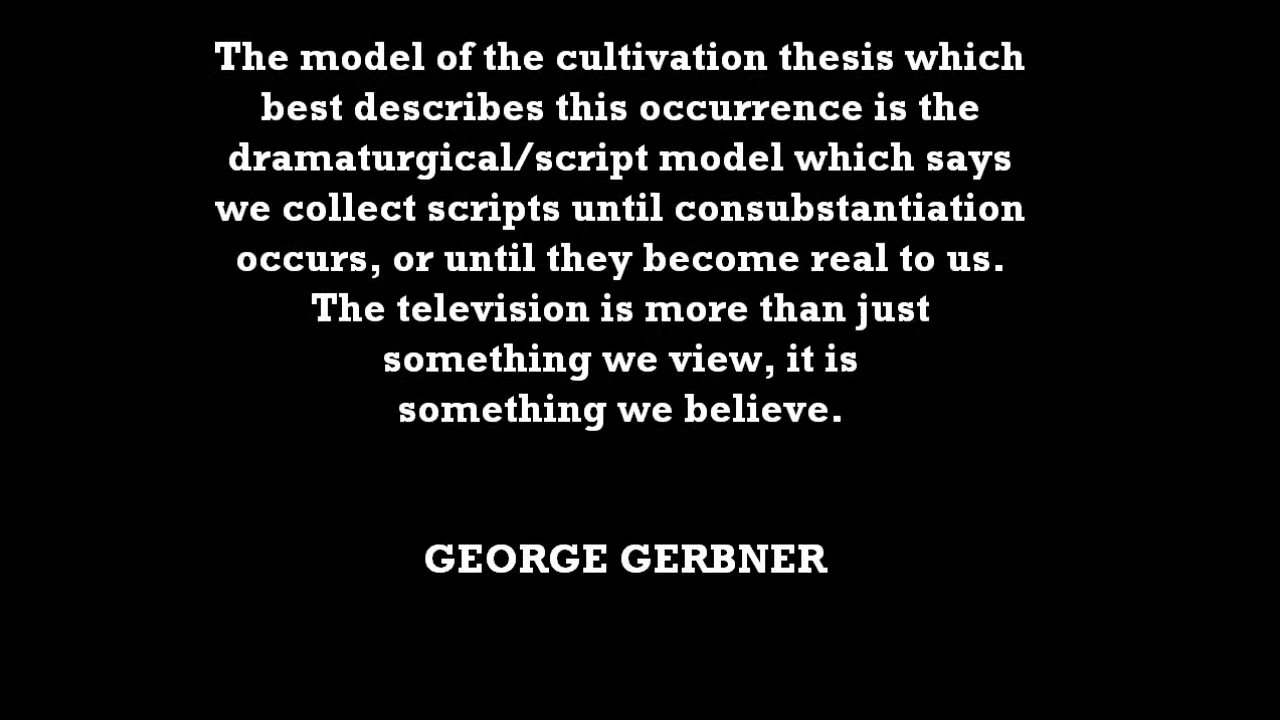 The model of the cultivation thesis which
best describes this occurrence is the
dramaturgical/script model which says
we collect scripts until consubstantiation
occurs, or until they become real to us.
The television is more than just
something we view, it is
something we believe.
GEORGE GERBNER